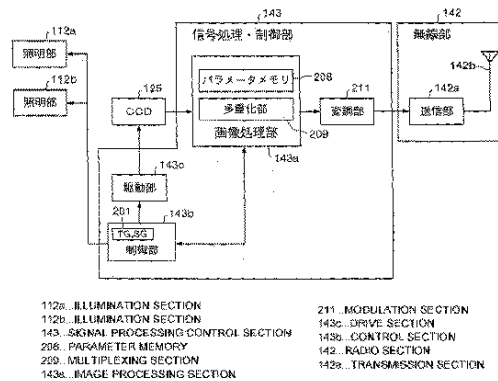 143
142
112a
照明部
信号処理・制御部
無線部
112b
照明部
142b
125
パラメータメモリ
208
211
142a
CCD
多重化部
変調部
送信部
画像処理部
209
143a
143c
駆動部
201
143b
TG,SG
制御部
112a...ILLUMINATION SECTION
112b...ILLUMINATION SECTION
143...SIGNAL PROCESSING CONTROL SECTION
208...PARAMETER MEMORY
209...MULTIPLEXING SECTION
143a...IMAGE PROCESSING SECTION
211...MODULATION SECTION
143c...DRIVE SECTION
143b...CONTROL SECTION
142...RADIO SECTION
142a...TRANSMISSION SECTION